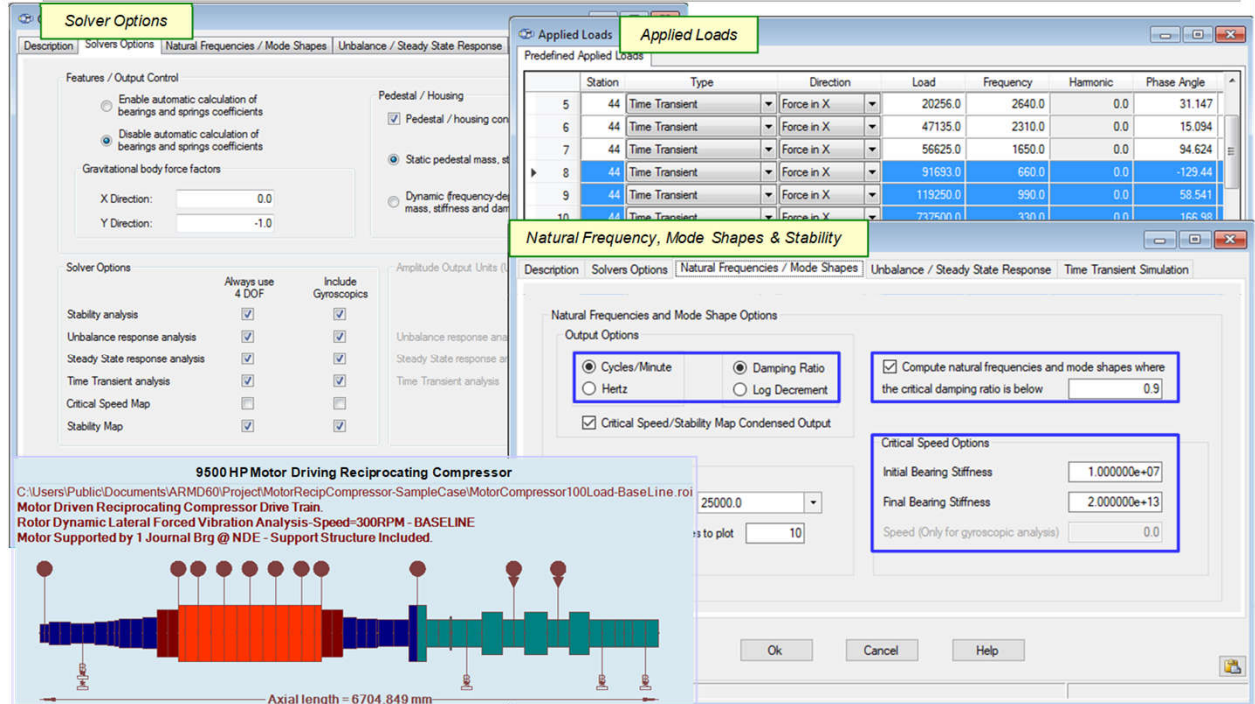 Solver Options
Description Solvers Options Natural Frequencies / Mode Shapes Unbalance / Steady State Response
Features / Output Control
Enable automatic calculation of
bearings and springs coefficients
Disable automatic calculation of
bearings and springs coefficients
Gravitational body force factors
X Direction: 0.0
Y Direction: -1.0
Pedestal / Housing
Pedestal / housing con
Static pedestal mass, st
Dynamic (frequency-de
mass, stiffness and dam
Solver Options
Always use
4 DOF
Include
Gyroscopics
Stability analysis
Unbalance response analysis
Steady State response analysis
Time Transient analysis
Critical Speed Map
Stability Map
Amplitude Output Units (
Unbalance response ana
Steady State response a
Time Transient analysis
Applied Loads
Applied Loads
Predefined Applied Loads
Station Type Direction Load Frequency Harmonic Phase Angle
5 44 Time Transient Force in X 20256.0 2640.0 0.0 31.147
6 44 Time Transient Force in X 47135.0 2310.0 0.0 15.094
7 44 Time Transient Force in X 56625.0 1650.0 0.0 94.624
8 44 Time Transient Force in X 91693.0 660.0 0.0 -129.44
9 44 Time Transient Force in X 119250.0 990.0 0.0 58.541
10 44 Time Transient Force in X 737500.0 330.0 0.0 166.98
Natural Frequency, Mode Shapes & Stability
Description Solvers Options Natural Frequencies / Mode Shapes Unbalance / Steady State Response Time Transient Simulation
Natural Frequencies and Mode Shape Options
Output Options
Cycles/Minute
Hertz
Damping Ratio
Log Decrement
Critical Speed/Stability Map Condensed Output
Compute natural frequencies and mode shapes where
the critical damping ratio is below 0.9
Critical Speed Options
Initial Bearing Stiffness 1.000000e+07
Final Bearing Stiffness 2.000000e+13
Speed (Only for gyroscopic analysis) 0.0
25000.0
s to plot 10
Ok Cancel Help
9500 HP Motor Driving Reciprocating Compressor
C:\Users\Public\Documents\ARMD60\Project\MotorRecipCompressor-SampleCase\MotorCompressor100Load-BaseLine.roi
Motor Driven Reciprocating Compressor Drive Train.
Rotor Dynamic Lateral Forced Vibration Analysis-Speed=300RPM - BASELINE
Motor Supported by 1 Journal Brg @ NDE - Support Structure Included.
Axial length = 6704.849 mm